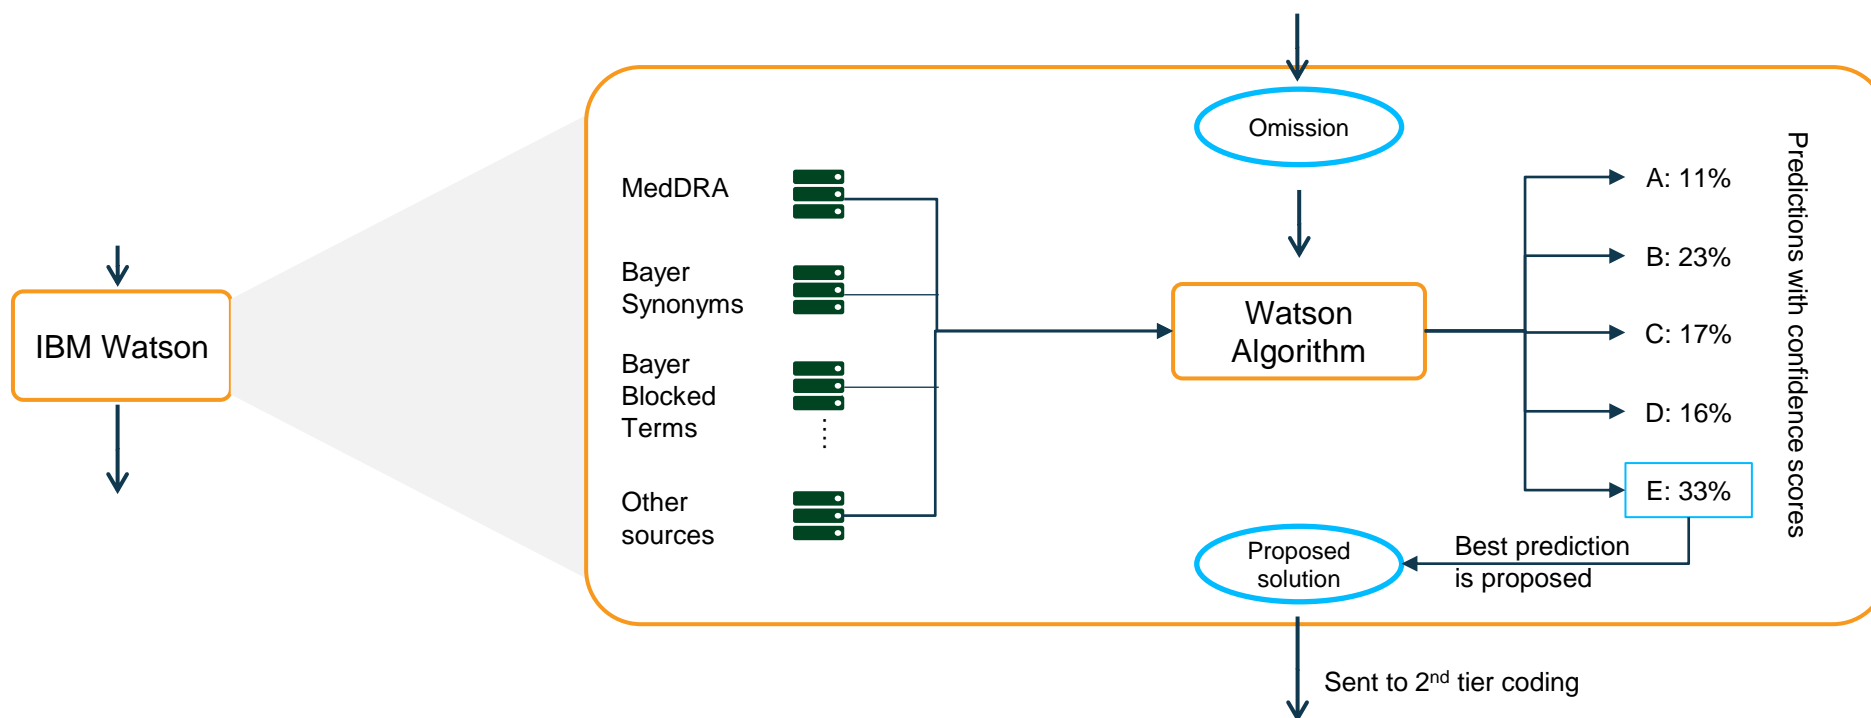 IBM Watson
MedDRA
Bayer
Synonyms
Bayer
Blocked
Terms
Other
sources
Omission
Watson
Algorithm
A: 11%
B: 23%
C: 17%
D: 16%
E: 33%
Predictions with confidence scores
Best prediction
is proposed
Proposed
solution
Sent to 2nd tier coding